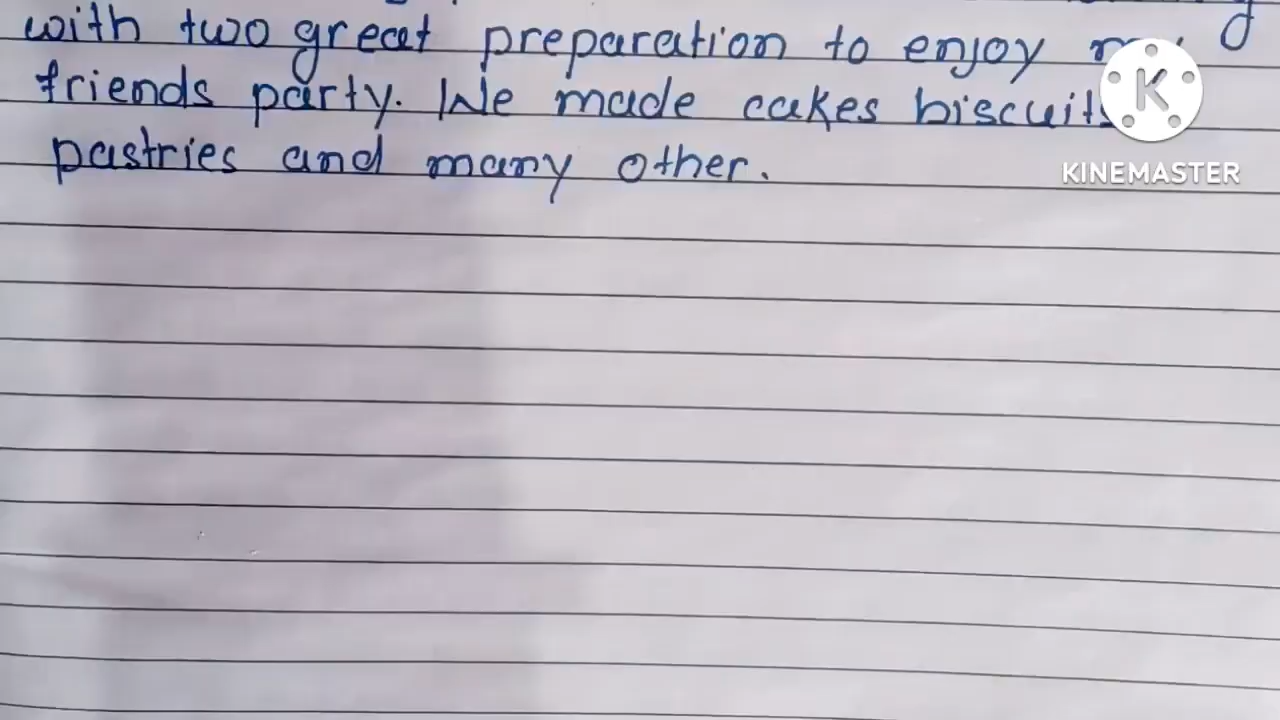 with two great preparation to enjoy
friends party. We made cakes biscuits
pastries and many other.
K
KINEMASTER